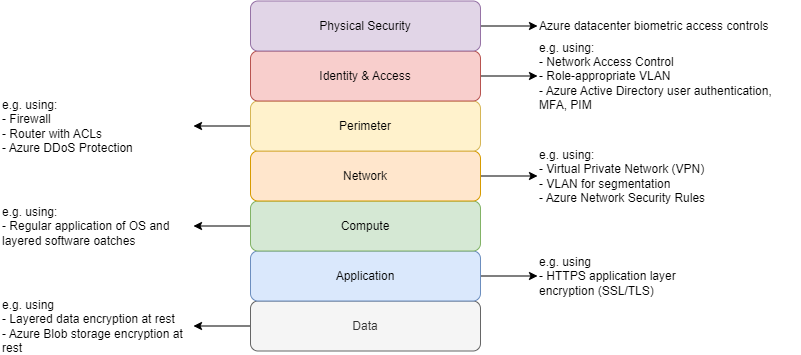 Physical Security
Azure datacenter biometric access controls
Identity & Access
e.g. using:
- Network Access Control
- Role-appropriate VLAN
- Azure Active Directory user authentication,
MFA, PIM
Perimeter
e.g. using:
- Firewall
- Router with ACLs
- Azure DDoS Protection
Network
e.g. using:
- Virtual Private Network (VPN)
- VLAN for segmentation
- Azure Network Security Rules
Compute
e.g. using:
- Regular application of OS and
layered software oatches
Application
e.g. using
- HTTPS application layer
encryption (SSL/TLS)
Data
e.g. using
- Layered data encryption at rest
- Azure Blob storage encryption at
rest